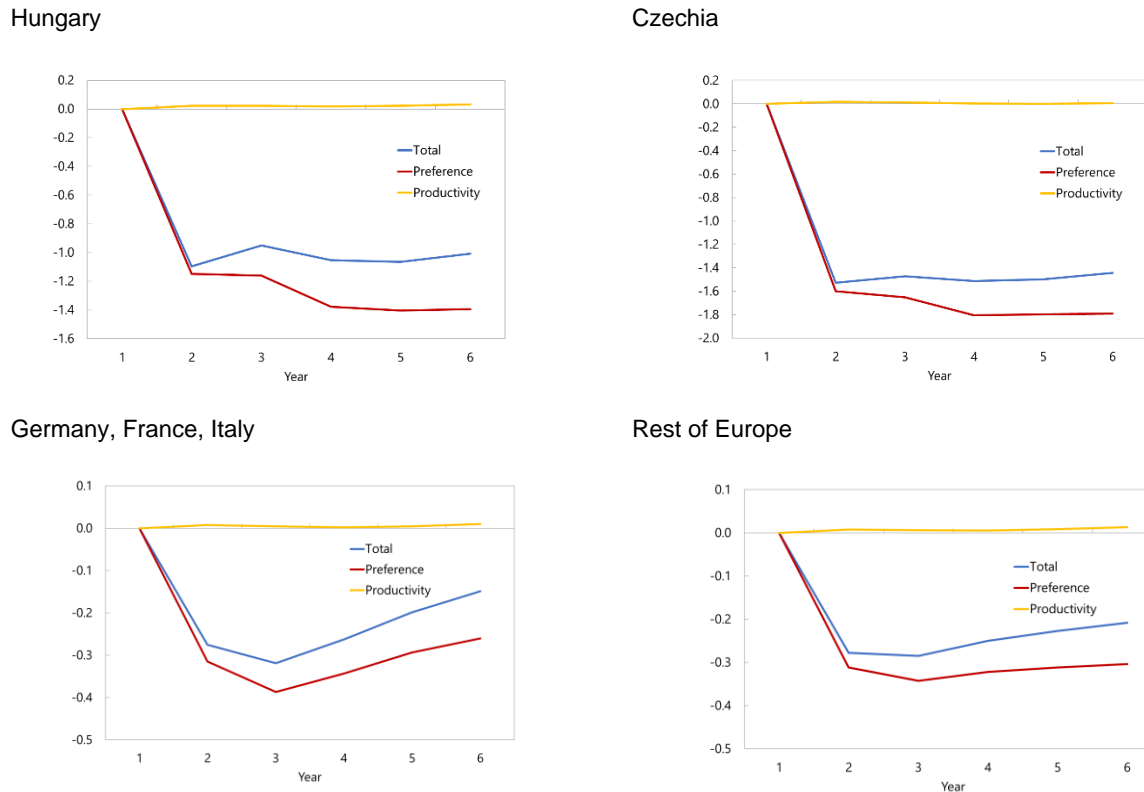 Hungary
0.2
0.0
-0.2
-0.4
-0.6
-0.8
-1.0
-1.2
-1.4
-1.6
Total
Preference
Productivity
1 2 3 4 5 6
Year
Czechia
0.2
0.0
-0.2
-0.4
-0.6
-0.8
-1.0
-1.2
-1.4
-1.6
-1.8
-2.0
Total
Preference
Productivity
1 2 3 4 5 6
Year
Germany, France, Italy
0.1
0.0
-0.1
-0.2
-0.3
-0.4
-0.5
Total
Preference
Productivity
1 2 3 4 5 6
Year
Rest of Europe
0.1
0.0
-0.1
-0.2
-0.3
-0.4
-0.5
Total
Preference
Productivity
1 2 3 4 5 6
Year